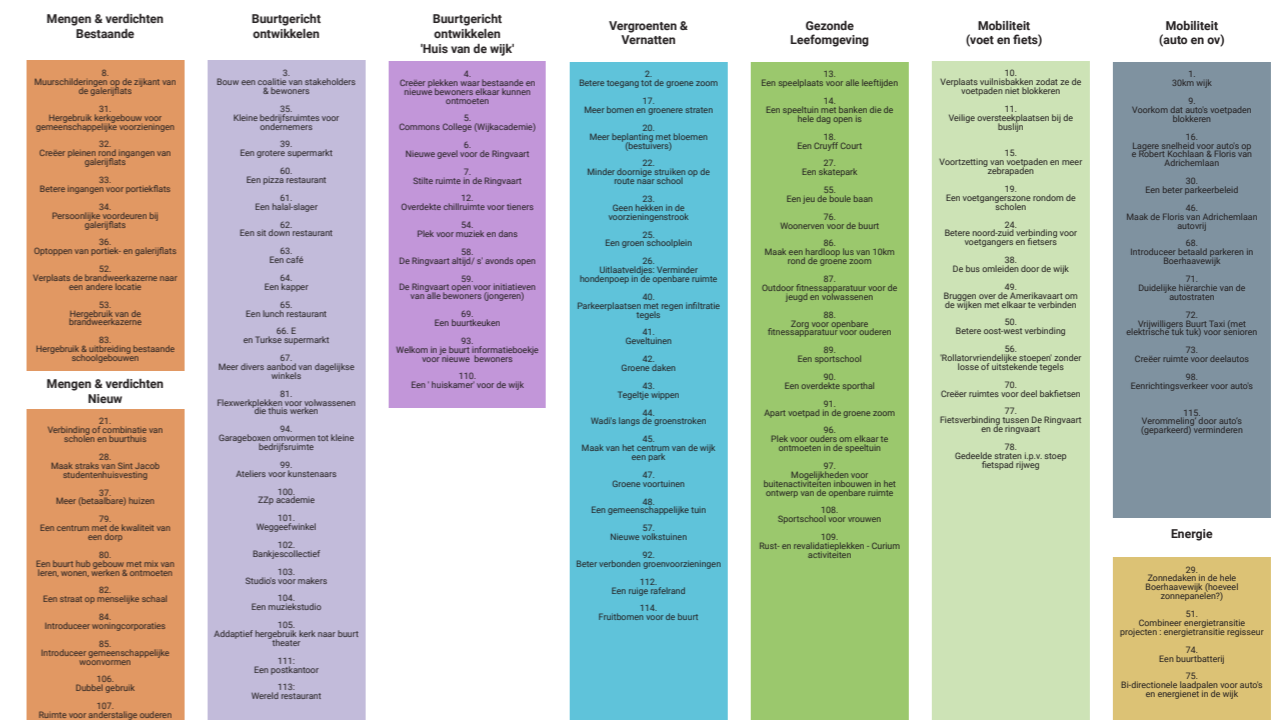 Mengen & verdichten
Bestaande
8.
Muurschilderingen op de zijkant van
de galerijflats
31.
Hergebruik kerkgebouw voor
gemeenschappelijke voorzieningen
32.
Creëer pleinen rond ingangen van
galerijflats
33.
Betere ingangen voor portiekflats
34.
Persoonlijke voordeuren bij
galerijflats
36.
Optoppen van portiek- en galerijflats
52.
Verplaats de brandweerkazerne naar
een andere locatie
53.
Hergebruik van de
brandweerkazerne
83.
Hergebruik & uitbreiding bestaande
schoolgebouwen
Mengen & verdichten
Nieuw
21.
Verbinding of combinatie van
scholen en buurthuis
28.
Maak straks van Sint Jacob
studentenhuisvesting
37.
Meer (betaalbare) huizen
79.
Een centrum met de kwaliteit van
een dorp
80.
Een buurt hub gebouw met mix van
leren, wonen, werken & ontmoeten
82.
Een straat op menselijke schaal
84.
Introduceer woningcorporaties
85.
Introduceer gemeenschappelijke
woonvormen
106.
Dubbel gebruik
107.
Ruimte voor anderstalige ouderen
Buurtgericht
ontwikkelen
3.
Bouw een coalitie van stakeholders
& bewoners
35.
Kleine bedrijfsruimtes voor
ondernemers
39.
Een grotere supermarkt
60.
Een pizza restaurant
61.
Een halal-slager
62.
Een sit down restaurant
63.
Een café
64.
Een kapper
65.
Een lunch restaurant
66. E
en Turkse supermarkt
67.
Meer divers aanbod van dagelijkse
winkels
81.
Flexwerkplekken voor volwassenen
die thuis werken
94.
Garageboxen omvormen tot kleine
bedrijfsruimte
99.
Ateliers voor kunstenaars
100.
ZZp academie
101.
Weggeefwinkel
102.
Bankjescollectief
103.
Studio's voor makers
104.
Een muziekstudio
105.
Addaptief hergebruik kerk naar buurt
theater
111:
Een postkantoor
113:
Wereld restaurant
Buurtgericht
ontwikkelen
'Huis van de wijk'
4.
Creëer plekken waar bestaande en
nieuwe bewoners elkaar kunnen
ontmoeten
5.
Commons College (Wijkacademie)
6.
Nieuwe gevel voor de Ringvaart
7.
Stilte ruimte in de Ringvaart
12.
Overdekte chillruimte voor tieners
54.
Plek voor muziek en dans
58.
De Ringvaart altijd/ s' avonds open
59.
De Ringvaart open voor initiatieven
van alle bewoners (jongeren)
69.
Een buurtkeuken
93.
Welkom in je buurt informatieboekje
voor nieuwe bewoners
110.
Een ' huiskamer' voor de wijk
Vergroenten &
Vernatten
2.
Betere toegang tot de groene zoom
17.
Meer bomen en groenere straten
20.
Meer beplanting met bloemen
(bestuivers)
22.
Minder doornige struiken op de
route naar school
23.
Geen hekken in de
voorzieningenstrook
25.
Een groen schoolplein
26.
Uitlaatveldjes: Verminder
hondenpoep in de openbare ruimte
40.
Parkeerplaatsen met regen infiltratie
tegels
41.
Geveltuinen
42.
Groene daken
43.
Tegeltje wippen
44.
Wadi's langs de groenstroken
45.
Maak van het centrum van de wijk
een park
47.
Groene voortuinen
48.
Een gemeenschappelijke tuin
57.
Nieuwe volkstuinen
92.
Beter verbonden groenvoorzieningen
112.
Een ruige rafelrand
114.
Fruitbomen voor de buurt
Gezonde
Leefomgeving
13.
Een speelplaats voor alle leeftijden
14.
Een speeltuin met banken die de
hele dag open is
18.
Een Cruyff Court
27.
Een skatepark
55.
Een jeu de boule baan
76.
Woonerven voor de buurt
86.
Maak een hardloop lus van 10km
rond de groene zoom
87.
Outdoor fitnessapparatuur voor de
jeugd en volwassenen
88.
Zorg voor openbare
fitnessapparatuur voor ouderen
89.
Een sportschool
90.
Een overdekte sporthal
91.
Apart voetpad in de groene zoom
96.
Plek voor ouders om elkaar te
ontmoeten in de speeltuin
97.
Mogelijkheden voor
buitenactiviteiten inbouwen in het
ontwerp van de openbare ruimte
108.
Sportschool voor vrouwen
109.
Rust- en revalidatieplekken - Curium
activiteiten
Mobiliteit
(voet en fiets)
10.
Verplaats vuilnisbakken zodat ze de
voetpaden niet blokkeren
11.
Veilige oversteekplaatsen bij de
buslijn
15.
Voortzetting van voetpaden en meer
zebrapaden
19.
Een voetgangerszone rondom de
scholen
24.
Betere noord-zuid verbinding voor
voetgangers en fietsers
38.
De bus omleiden door de wijk
49.
Bruggen over de Amerikavaart om
de wijken met elkaar te verbinden
50.
Betere oost-west verbinding
56.
'Rollatorvriendelijke stoepen' zonder
losse of uitstekende tegels
70.
Creëer ruimtes voor deel bakfietsen
77.
Fietsverbinding tussen De Ringvaart
en de ringvaart
78.
Gedeelde straten i.p.v. stoep
fietspad rijweg
Mobiliteit
(auto en ov)
1.
30km wijk
9.
Voorkom dat auto's voetpaden
blokkeren
16.
Lagere snelheid voor auto's op
e Robert Kochlaan & Floris van
Adrichemlaan
30.
Een beter parkeerbeleid
46.
Maak de Floris van Adrichemlaan
autovrij
68.
Introduceer betaald parkeren in
Boerhaavewijk
71.
Duidelijke hiërarchie van de
autostraten
72.
Vrijwilligers Buurt Taxi (met
elektrische tuk tuk) voor senioren
73.
Creëer ruimte voor deelautos
98.
Eenrichtingsverkeer voor auto's
115.
Verommeling' door auto's
(geparkeerd) verminderen
Energie
29.
Zonnedaken in de hele
Boerhaavewijk (hoeveel
zonnepanelen?)
51.
Combineer energietransitie
projecten : energietransitie regisseur
74.
Een buurtbatterij
75.
Bi-directionele laadpalen voor auto's
en energienet in de wijk